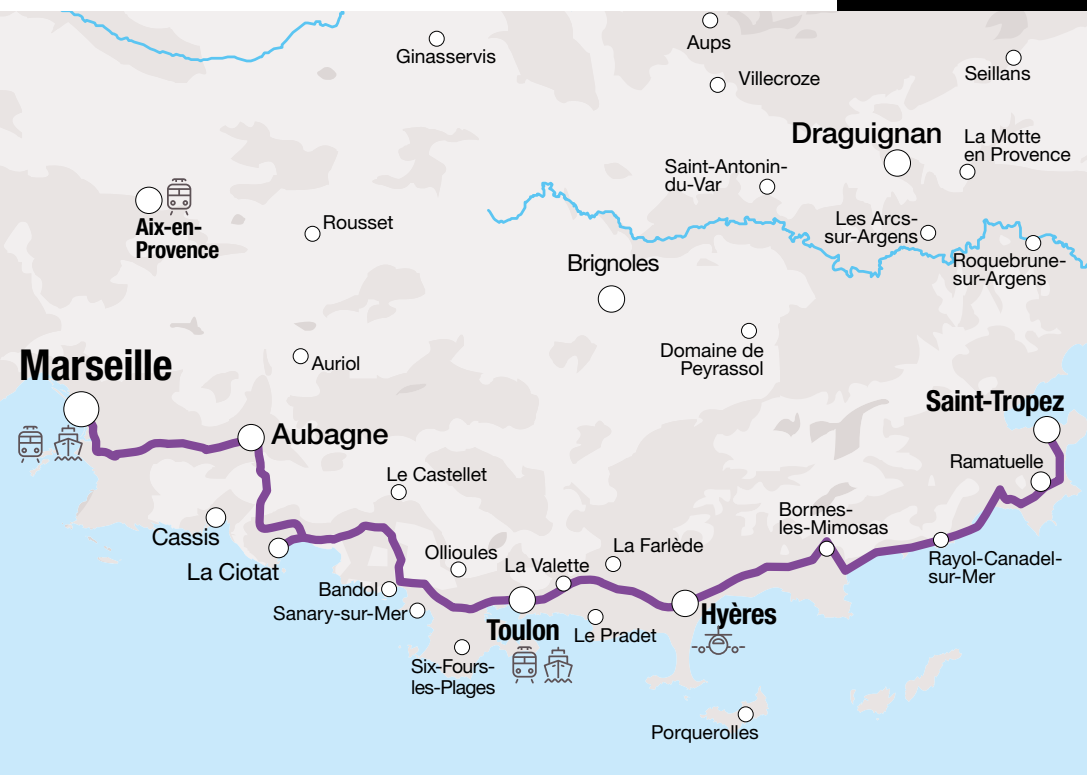 Aups
Ginasservis
Villecroze
Seillans
Draguignan
La Motte
en Provence
Saint-Antonin-
du-Var
Aix-en-
Provence
Rousset
Les Arcs-
sur-Argens
Brignoles
Roquebrune-
sur-Argens
Domaine de
Peyrassol
Marseille
Auriol
Saint-Tropez
Aubagne
Ramatuelle
Le Castellet
Bormes-
les-Mimosas
Cassis
La Ciotat
Ollioules
La Valette
La Farlède
Rayol-Canadel-
sur-Mer
Bandol
Sanary-sur-Mer
Toulon
Le Pradet
Hyères
Six-Fours-
les-Plages
Porquerolles